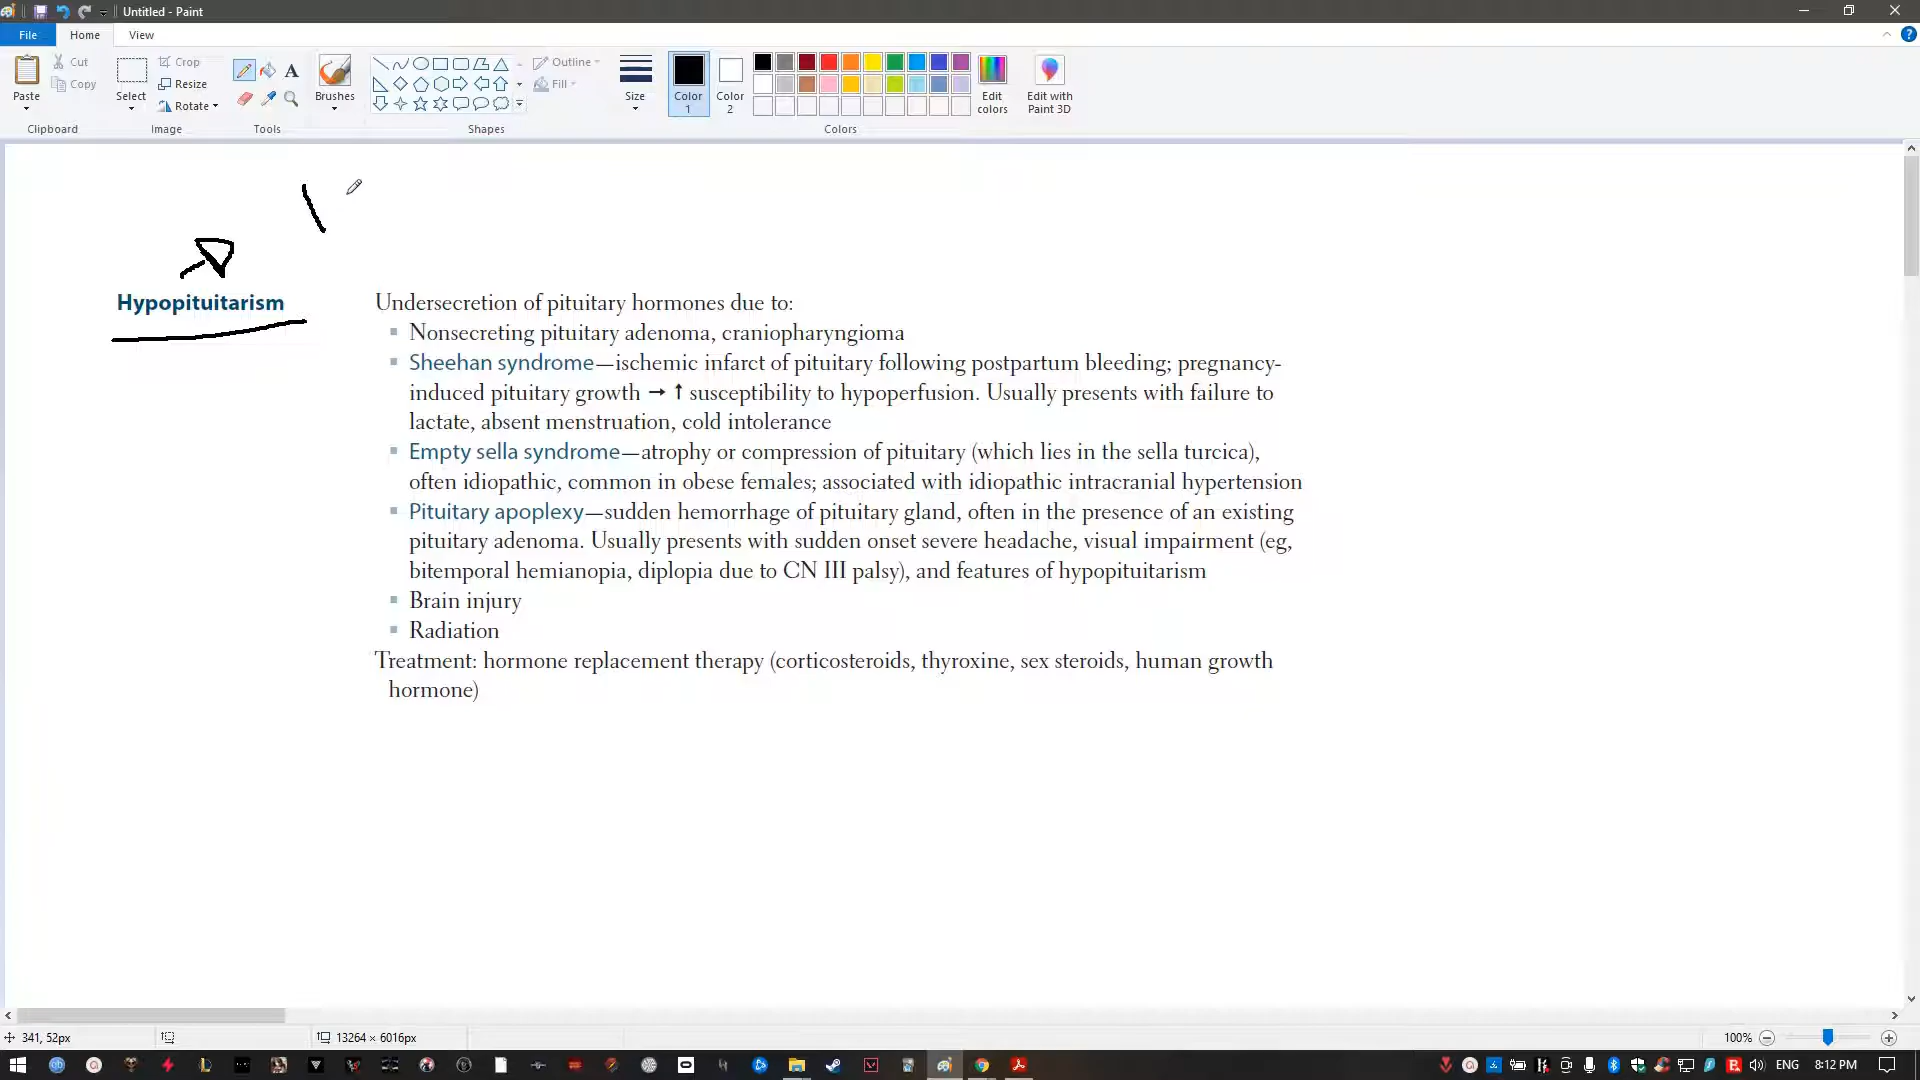 Untitled - Paint
File
Home
View
Paste
Cut
Copy
Clipboard
Select
Crop
Resize
Rotate
Image
Tools
Brushes
Outline
Fill
Shapes
Size
Color
1
Color
2
Edit
colors
Edit with
Paint 3D
Colors
Hypopituitarism
Undersecretion of pituitary hormones due to:
Nonsecreting pituitary adenoma, craniopharyngioma
Sheehan syndrome—ischemic infarct of pituitary following postpartum bleeding; pregnancy-
induced pituitary growth → ↑ susceptibility to hypoperfusion. Usually presents with failure to
lactate, absent menstruation, cold intolerance
Empty sella syndrome—atrophy or compression of pituitary (which lies in the sella turcica),
often idiopathic, common in obese females; associated with idiopathic intracranial hypertension
Pituitary apoplexy—sudden hemorrhage of pituitary gland, often in the presence of an existing
pituitary adenoma. Usually presents with sudden onset severe headache, visual impairment (eg,
bitemporal hemianopia, diplopia due to CN III palsy), and features of hypopituitarism
Brain injury
Radiation
Treatment: hormone replacement therapy (corticosteroids, thyroxine, sex steroids, human growth
hormone)
341, 52px
13264 × 6016px
100%
ENG
8:12 PM